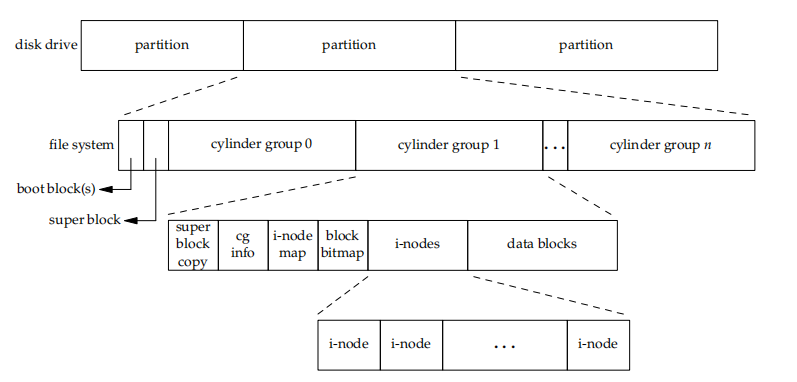 disk drive partition partition partition
file system cylinder group 0 cylinder group 1 ... cylinder group n
boot block(s)
super block
super block copy
cg info
i-node map
block bitmap
i-nodes
data blocks
i-node i-node ... i-node